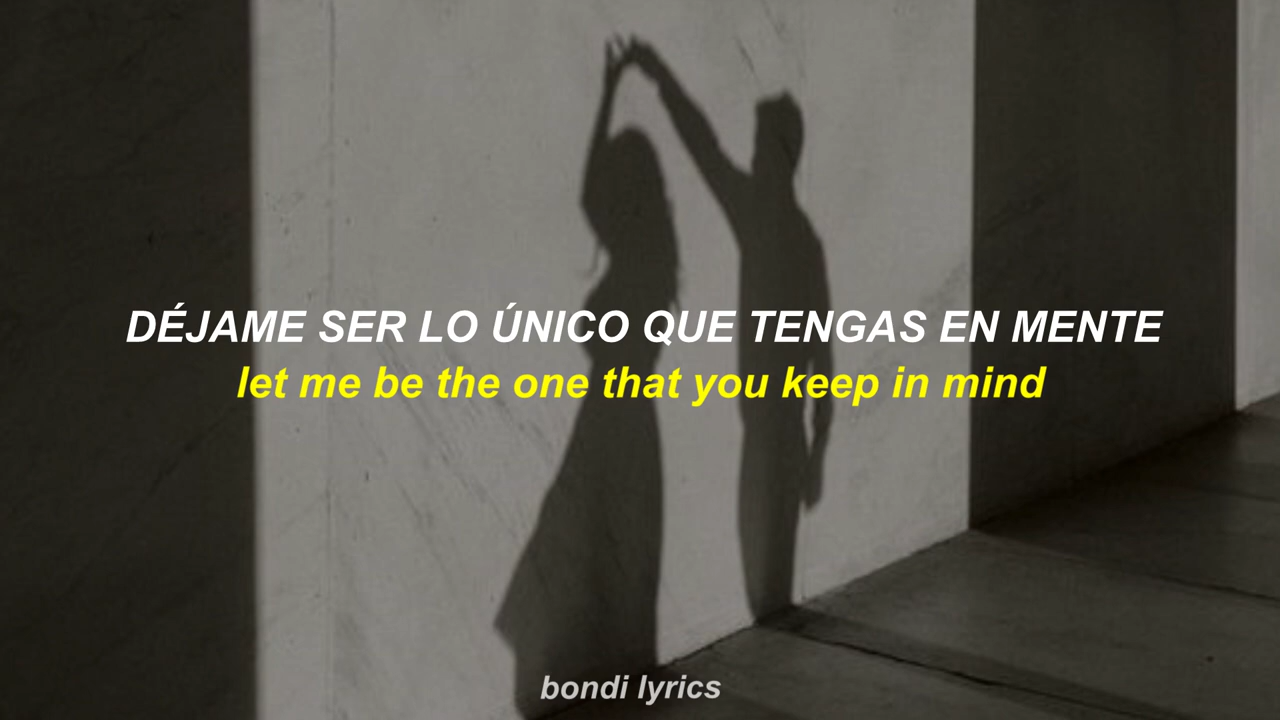 DÉJAME SER LO ÚNICO QUE TENGAS EN MENTE
let me be the one that you keep in mind
bondi lyrics